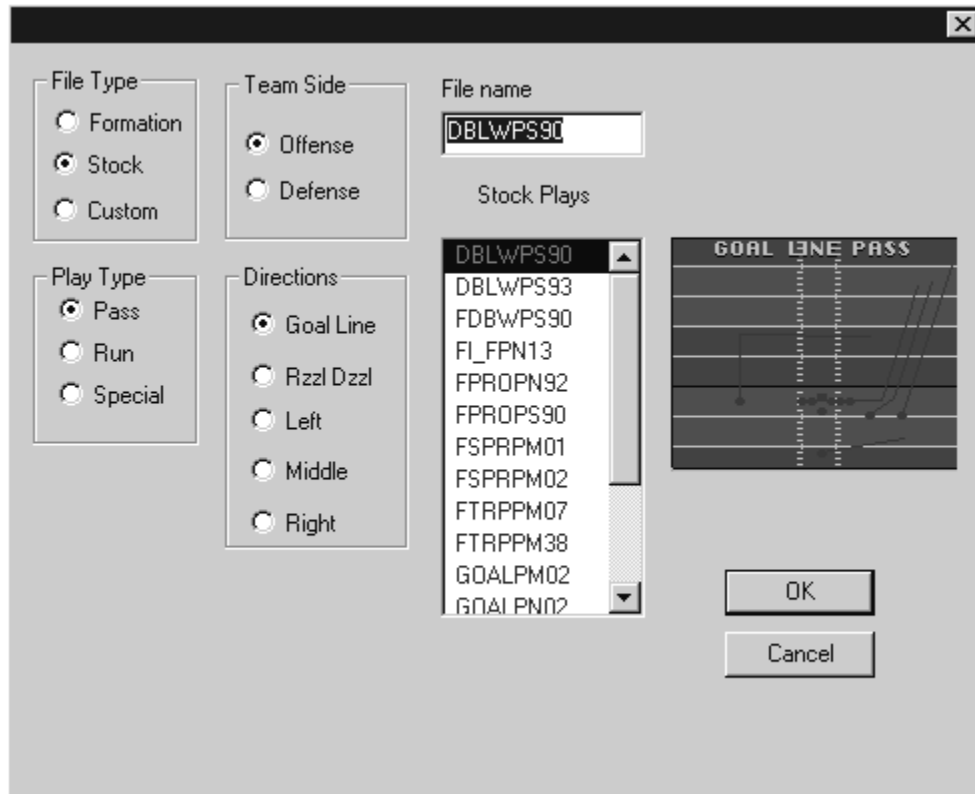 File Type
Formation
Stock
Custom
Team Side
Offense
Defense
Play Type
Pass
Run
Special
Directions
Goal Line
Rzzl Dzzl
Left
Middle
Right
File name
DBLWPS90
Stock Plays
DBLWPS90
DBLWPS93
FDBWPS90
FI_FPN13
FPROPN92
FPROPS90
FSPRPM01
FSPRPM02
FTRPPM07
FTRPPM38
GOALPM02
GOALPN02
GOAL LINE PASS
OK
Cancel